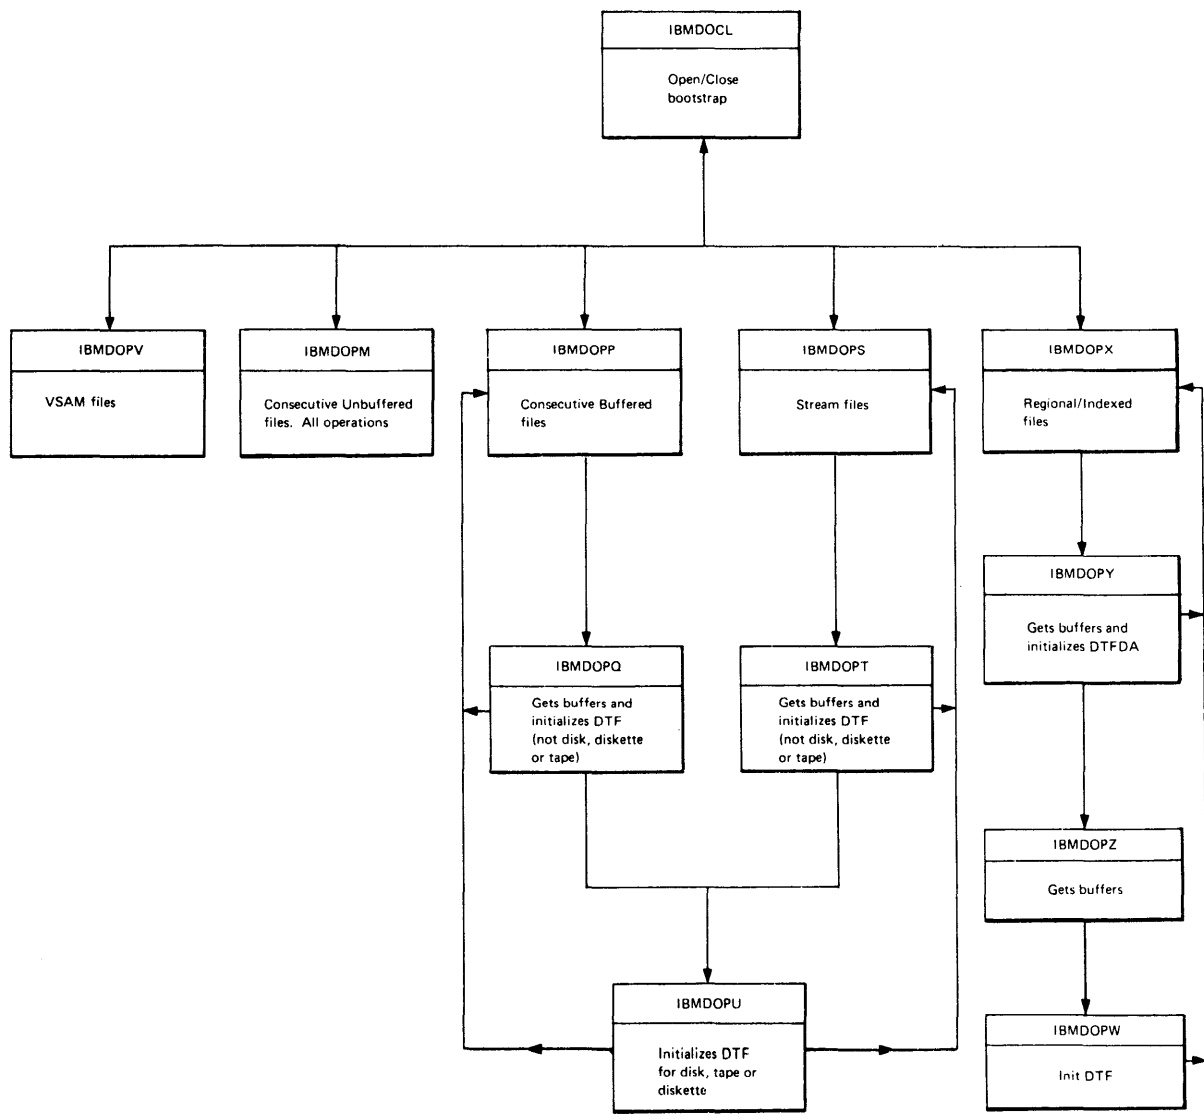 IBMDOCL
Open/Close
bootstrap
IBMDOPV
VSAM files
IBMDOPM
Consecutive Unbuffered
files. All operations
IBMDOPP
Consecutive Buffered
files
IBMDOPS
Stream files
IBMDOPX
Regional/Indexed
files
IBMDOPY
Gets buffers and
initializes DTFDA
IBMDOPQ
Gets buffers and
initializes DTF
(not disk, diskette
or tape)
IBMDOPT
Gets buffers and
initializes DTF
(not disk, diskette
or tape)
IBMDOPZ
Gets buffers
IBMDOPU
Initializes DTF
for disk, tape or
diskette
IBMDOPW
Init DTF